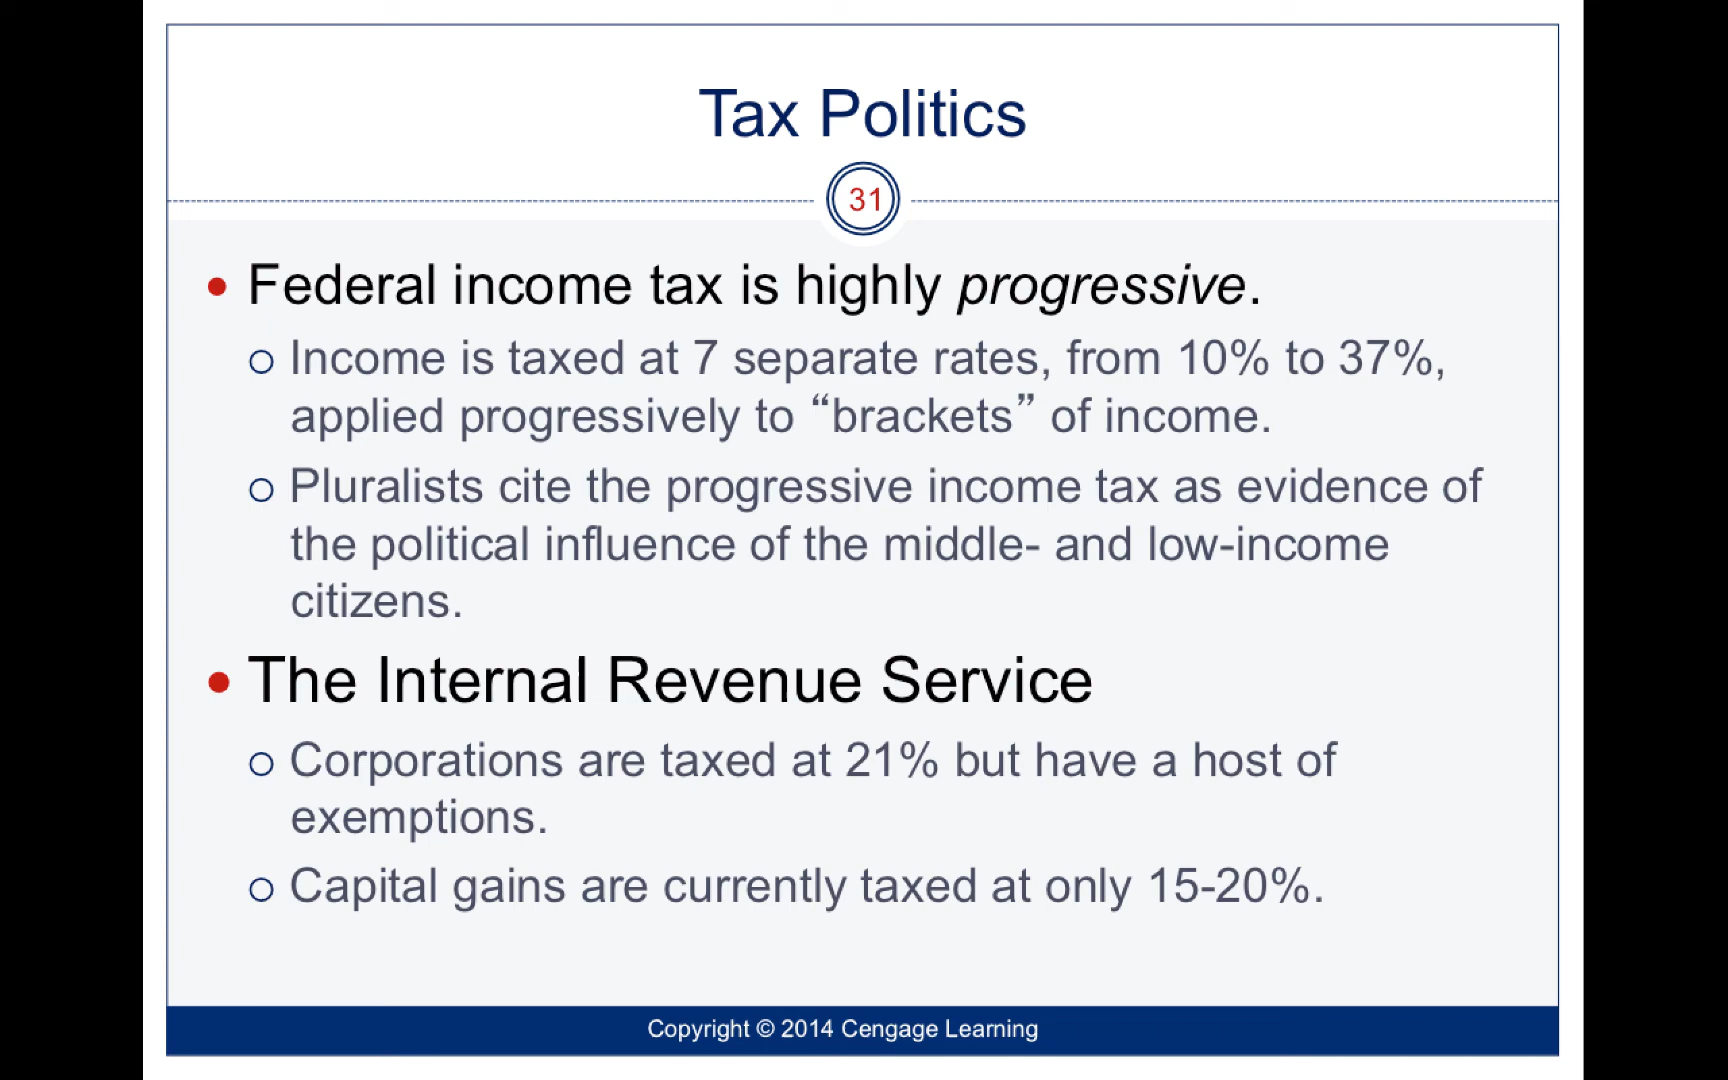 Tax Politics
31
Federal income tax is highly progressive.
Income is taxed at 7 separate rates, from 10% to 37%,
applied progressively to “brackets” of income.
Pluralists cite the progressive income tax as evidence of
the political influence of the middle- and low-income
citizens.
The Internal Revenue Service
Corporations are taxed at 21% but have a host of
exemptions.
Capital gains are currently taxed at only 15-20%.
Copyright © 2014 Cengage Learning